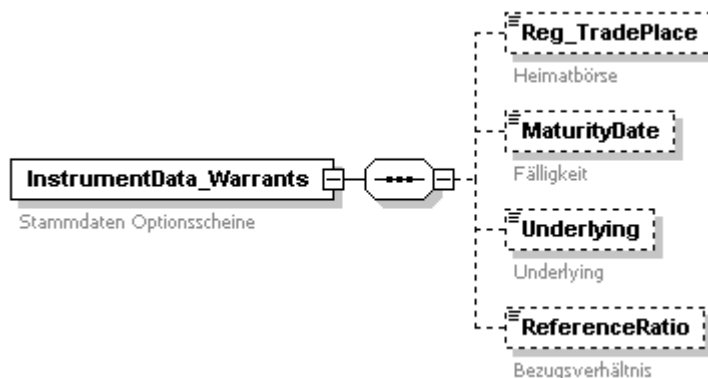 Reg_TradePlace
Heimatbörse
MaturityDate
Fälligkeit
InstrumentData_Warrants
Stammdaten Optionsscheine
Underlying
Underlying
ReferenceRatio
Bezugsverhältnis